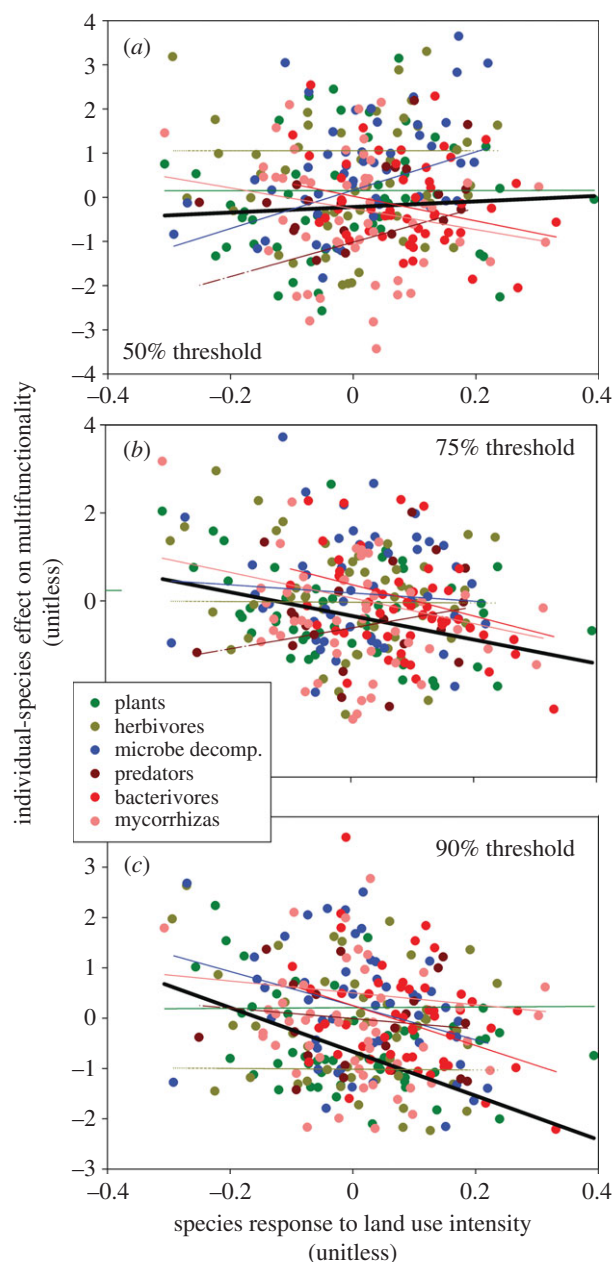 (a)
4
3
2
1
0
–1
–2
–3
–4
50% threshold
–0.4
–0.2
0
0.2
0.4
individual-species effect on multifunctionality
(unitless)
(b)
75% threshold
4
2
0
plants
herbivores
microbe decomp.
predators
bacterivores
mycorrhizas
(c)
90% threshold
3
2
1
0
–1
–2
–3
–0.4
–0.2
0
0.2
0.4
species response to land use intensity
(unitless)